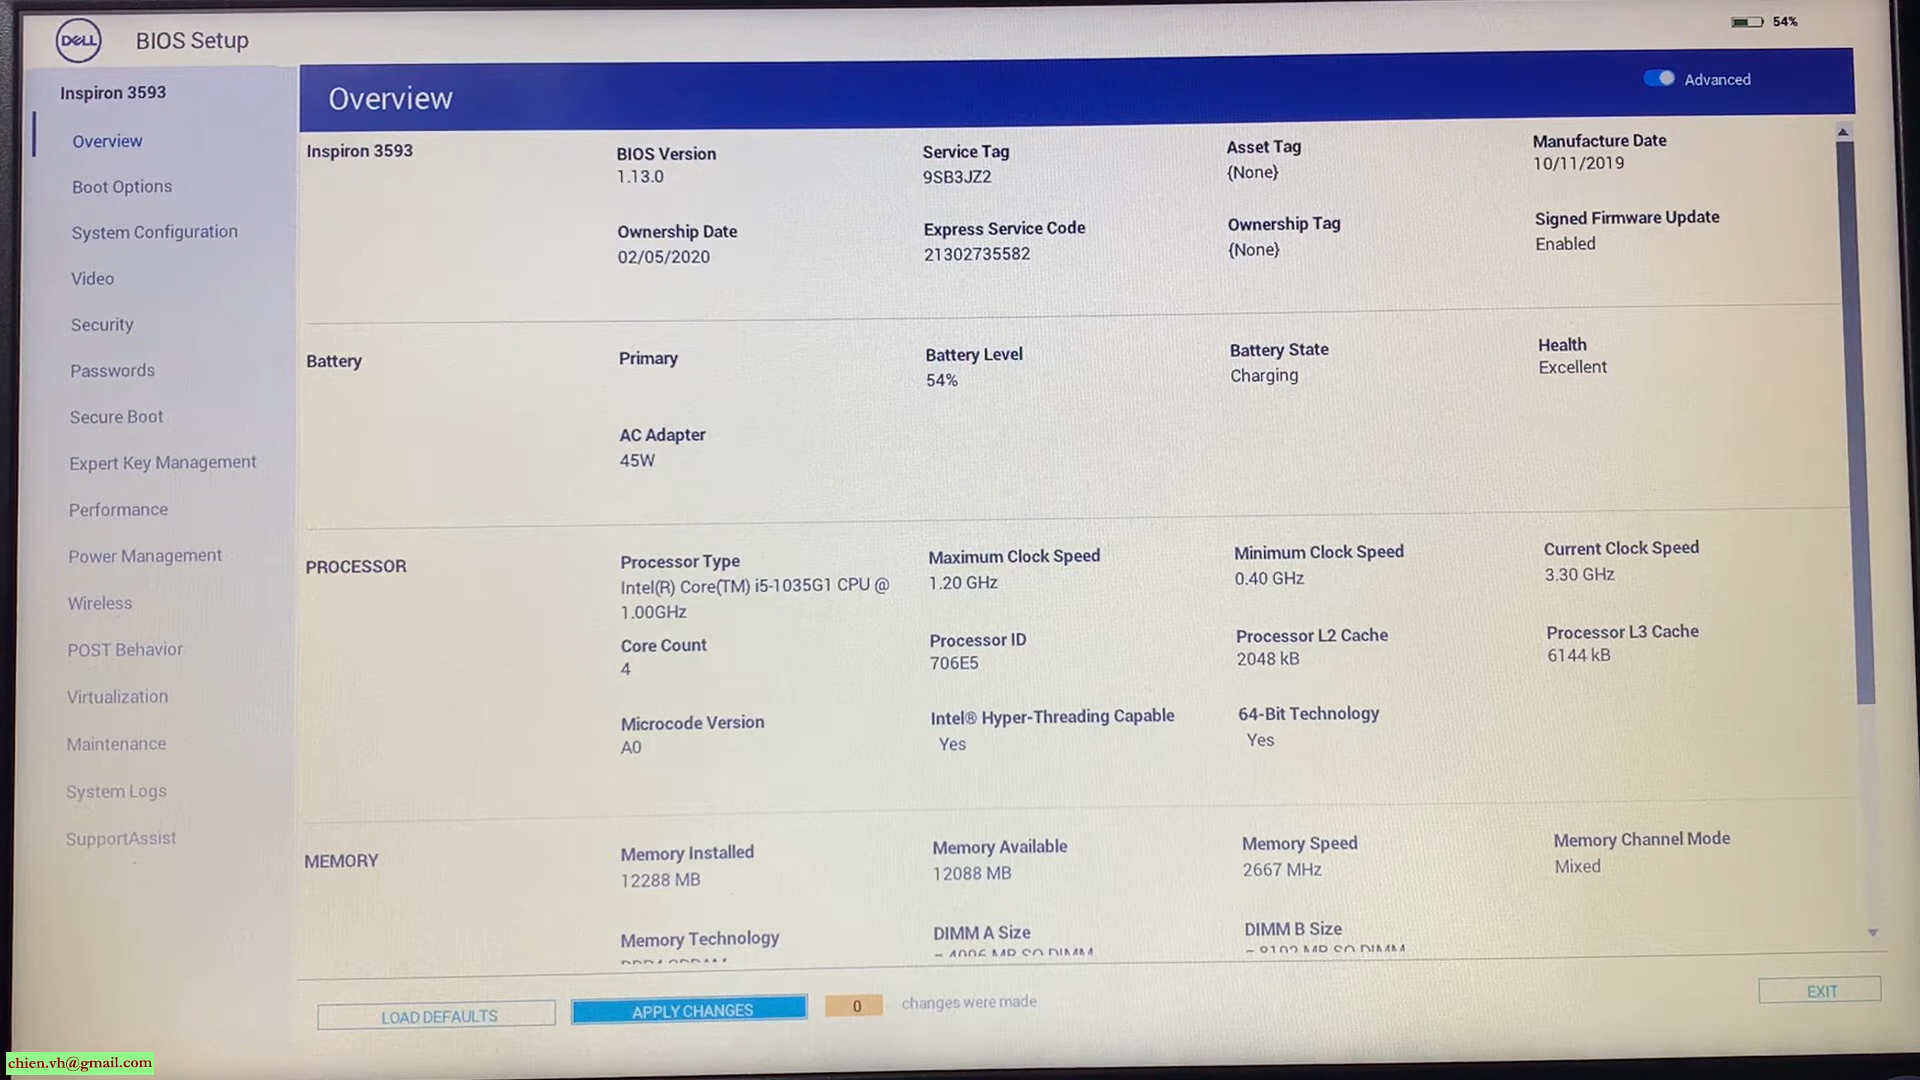 DELL
BIOS Setup
54%
Inspiron 3593
Overview
Boot Options
System Configuration
Video
Security
Passwords
Secure Boot
Expert Key Management
Performance
Power Management
Wireless
POST Behavior
Virtualization
Maintenance
System Logs
SupportAssist
Overview
Advanced
Inspiron 3593
BIOS Version
1.13.0
Service Tag
9SB3JZ2
Asset Tag
{None}
Manufacture Date
10/11/2019
Ownership Date
02/05/2020
Express Service Code
21302735582
Ownership Tag
{None}
Signed Firmware Update
Enabled
Battery
Primary
Battery Level
54%
Battery State
Charging
Health
Excellent
AC Adapter
45W
PROCESSOR
Processor Type
Intel(R) Core(TM) i5-1035G1 CPU @
1.00GHz
Maximum Clock Speed
1.20 GHz
Minimum Clock Speed
0.40 GHz
Current Clock Speed
3.30 GHz
Core Count
4
Processor ID
706E5
Processor L2 Cache
2048 kB
Processor L3 Cache
6144 kB
Microcode Version
A0
Intel® Hyper-Threading Capable
Yes
64-Bit Technology
Yes
MEMORY
Memory Installed
12288 MB
Memory Available
12088 MB
Memory Speed
2667 MHz
Memory Channel Mode
Mixed
Memory Technology
DIMM A Size
= 4096 MB SO DIMM
DIMM B Size
= 8192 MB SO DIMM
LOAD DEFAULTS
APPLY CHANGES
0
changes were made
EXIT
chien.vh@gmail.com